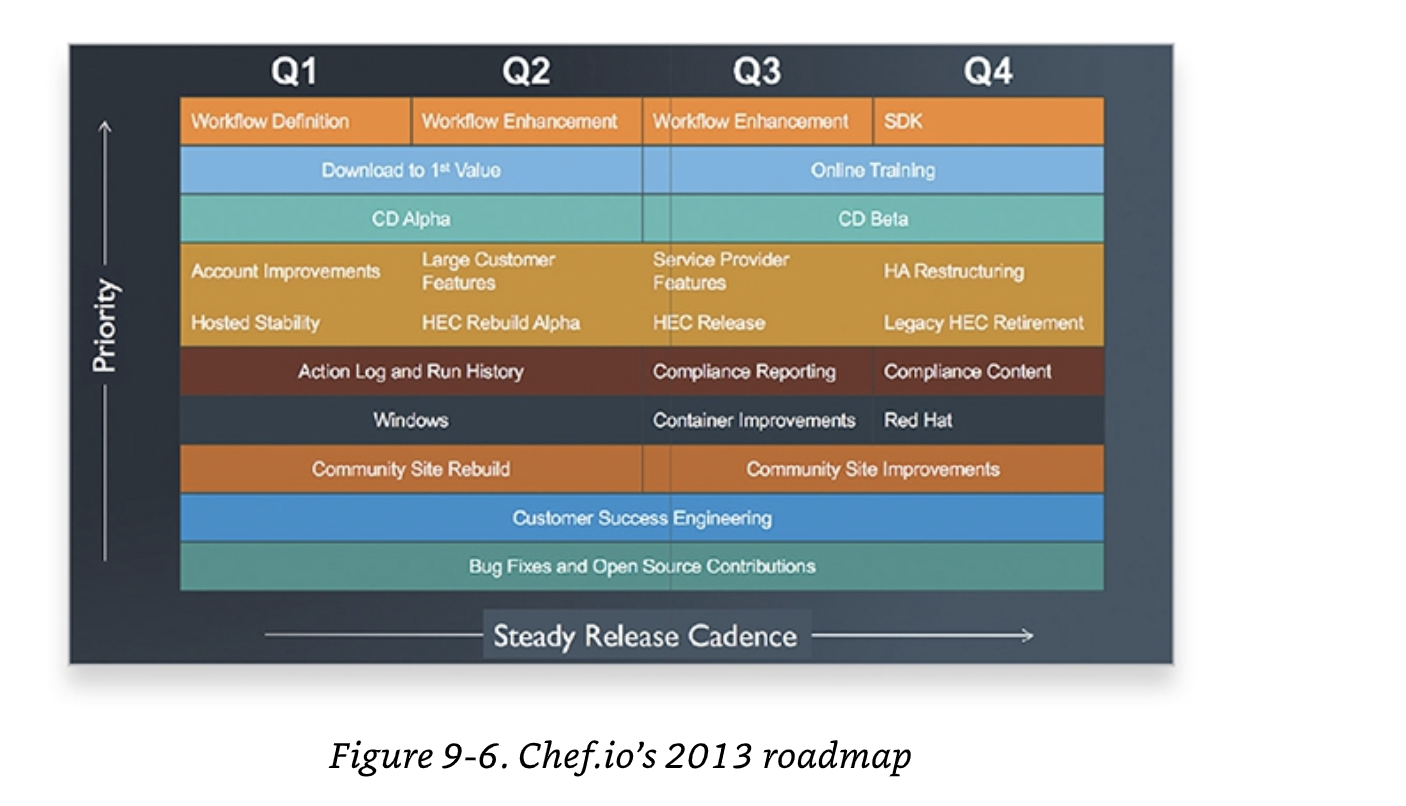 Q1 Q2 Q3 Q4
Workflow Definition Workflow Enhancement Workflow Enhancement SDK
Download to 1st Value Online Training
CD Alpha CD Beta
Account Improvements Large Customer Features Service Provider Features HA Restructuring
Hosted Stability HEC Rebuild Alpha HEC Release Legacy HEC Retirement
Action Log and Run History Compliance Reporting Compliance Content
Windows Container Improvements Red Hat
Community Site Rebuild Community Site Improvements
Customer Success Engineering
Bug Fixes and Open Source Contributions
Priority
Steady Release Cadence
Figure 9-6. Chef.io’s 2013 roadmap